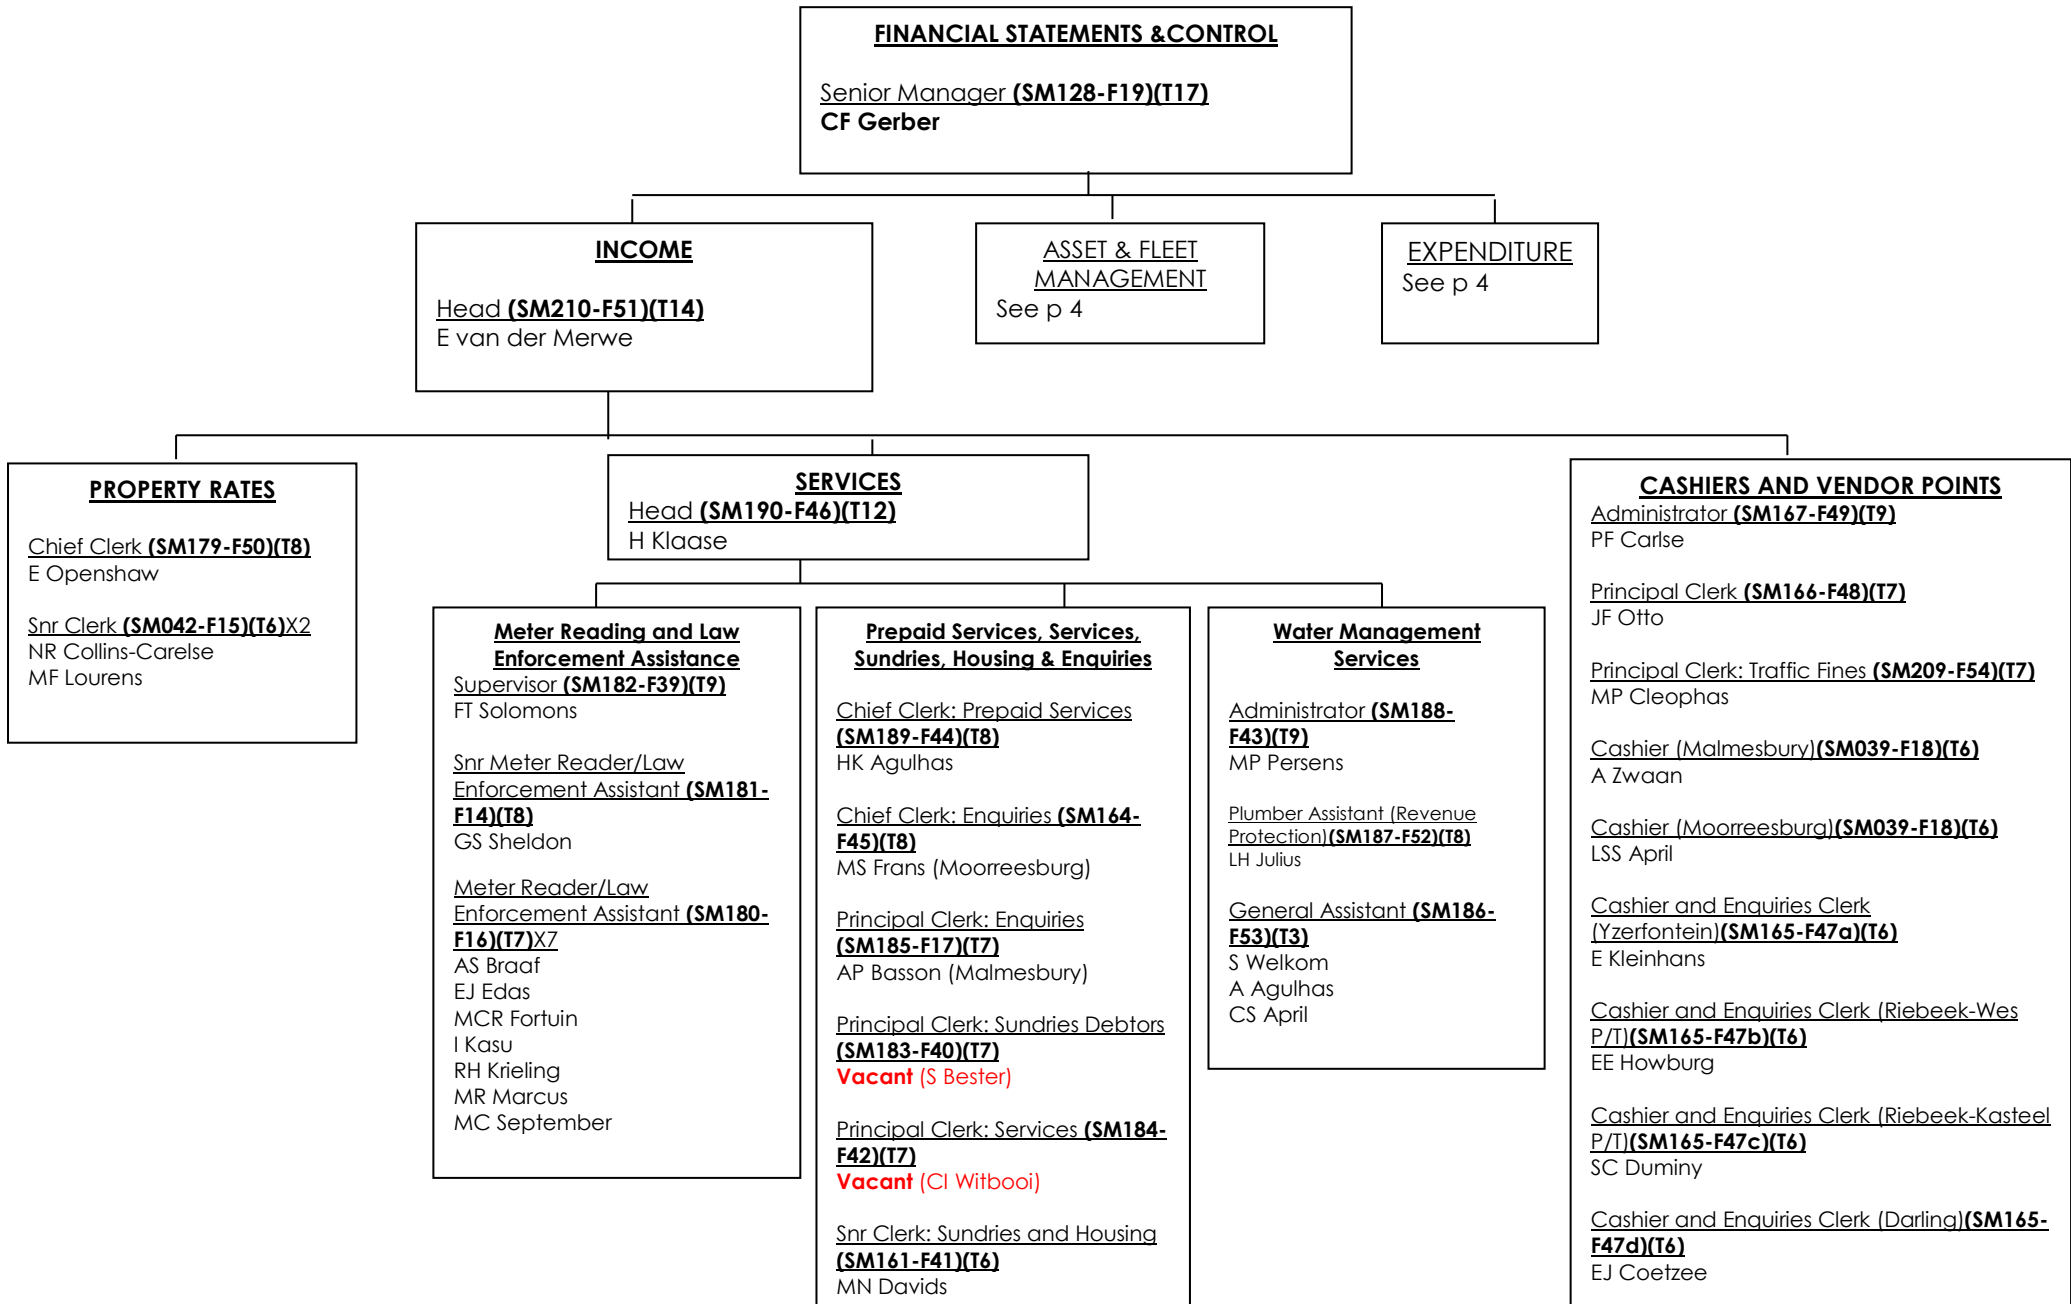 FINANCIAL STATEMENTS &CONTROL
Senior Manager (SM128-F19)(T17)
CF Gerber
INCOME
Head (SM210-F51)(T14)
E van der Merwe
ASSET & FLEET
MANAGEMENT
See p 4
EXPENDITURE
See p 4
PROPERTY RATES
Chief Clerk (SM179-F50)(T8)
E Openshaw
Snr Clerk (SM042-F15)(T6)X2
NR Collins-Carelse
MF Lourens
SERVICES
Head (SM190-F46)(T12)
H Klaase
Meter Reading and Law
Enforcement Assistance
Supervisor (SM182-F39)(T9)
FT Solomons
Snr Meter Reader/Law
Enforcement Assistant (SM181-
F14)(T8)
GS Sheldon
Meter Reader/Law
Enforcement Assistant (SM180-
F16)(T7)X7
AS Braaf
EJ Edas
MCR Fortuin
I Kasu
RH Krieling
MR Marcus
MC September
Prepaid Services, Services,
Sundries, Housing & Enquiries
Chief Clerk: Prepaid Services
(SM189-F44)(T8)
HK Agulhas
Chief Clerk: Enquiries (SM164-
F45)(T8)
MS Frans (Moorreesburg)
Principal Clerk: Enquiries
(SM185-F17)(T7)
AP Basson (Malmesbury)
Principal Clerk: Sundries Debtors
(SM183-F40)(T7)
Vacant (S Bester)
Principal Clerk: Services (SM184-
F42)(T7)
Vacant (CI Witbooi)
Snr Clerk: Sundries and Housing
(SM161-F41)(T6)
MN Davids
Water Management
Services
Administrator (SM188-
F43)(T9)
MP Persens
Plumber Assistant (Revenue
Protection)(SM187-F52)(T8)
LH Julius
General Assistant (SM186-
F53)(T3)
S Welkom
A Agulhas
CS April
CASHIERS AND VENDOR POINTS
Administrator (SM167-F49)(T9)
PF Carlse
Principal Clerk (SM166-F48)(T7)
JF Otto
Principal Clerk: Traffic Fines (SM209-F54)(T7)
MP Cleophas
Cashier (Malmesbury)(SM039-F18)(T6)
A Zwaan
Cashier (Moorreesburg)(SM039-F18)(T6)
LSS April
Cashier and Enquiries Clerk
(Yzerfontein)(SM165-F47a)(T6)
E Kleinhans
Cashier and Enquiries Clerk (Riebeek-Wes
P/T)(SM165-F47b)(T6)
EE Howburg
Cashier and Enquiries Clerk (Riebeek-Kasteel
P/T)(SM165-F47c)(T6)
SC Duminy
Cashier and Enquiries Clerk (Darling)(SM165-
F47d)(T6)
EJ Coetzee